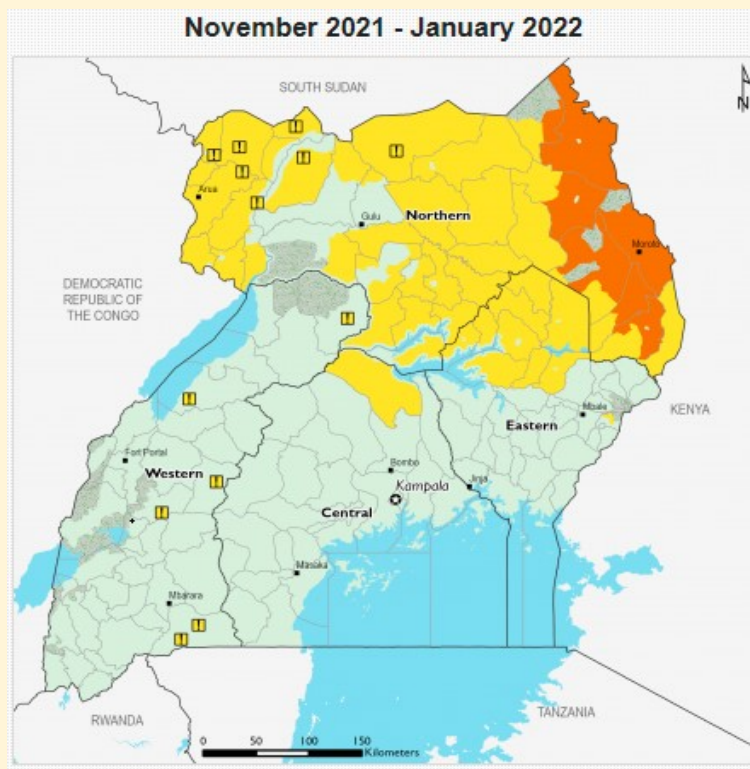 November 2021 - January 2022
SOUTH SUDAN
N
!
!
!
!
!
!
!
Arua
Gulu
Northern
Moroto
DEMOCRATIC
REPUBLIC OF
THE CONGO
!
!
KENYA
Mbale
Eastern
Fort Portal
Western
Bombo
!
Kampala
Jinja
Central
!
Masaka
Mbarara
!
!
RWANDA
TANZANIA
0 50 100 150
Kilometers